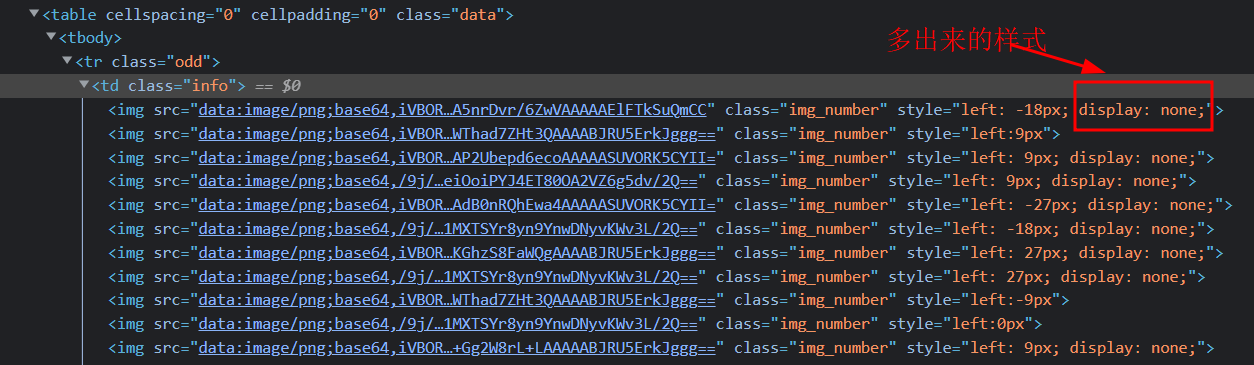 <table cellspacing="0" cellpadding="0" class="data">
<tbody>
多出来的样式
<tr class="odd">
<td class="info"> == $0
<img src="data:image/png;base64,iVBOR…A5nrDvr/6ZwVAAAAAElFTkSuQmCC" class="img_number" style="left: -18px; display: none;">
<img src="data:image/png;base64,iVBOR…WThad7ZHt3QAAAABJRU5ErkJggg==" class="img_number" style="left:9px">
<img src="data:image/png;base64,iVBOR…AP2Ubepd6ecoAAAAASUVORK5CYII=" class="img_number" style="left: 9px; display: none;">
<img src="data:image/png;base64,/9j/…eiOoiPYJ4ET80OA2VZ6g5dv/2Q==" class="img_number" style="left: 9px; display: none;">
<img src="data:image/png;base64,iVBOR…AdB0nRQhEwa4AAAAASUVORK5CYII=" class="img_number" style="left: -27px; display: none;">
<img src="data:image/png;base64,/9j/…1MXTSYr8yn9YnwDNyvKWv3L/2Q==" class="img_number" style="left: -18px; display: none;">
<img src="data:image/png;base64,iVBOR…KGhzS8FaWQgAAAABJRU5ErkJggg==" class="img_number" style="left: 27px; display: none;">
<img src="data:image/png;base64,/9j/…1MXTSYr8yn9YnwDNyvKWv3L/2Q==" class="img_number" style="left: 27px; display: none;">
<img src="data:image/png;base64,iVBOR…WThad7ZHt3QAAAABJRU5ErkJggg==" class="img_number" style="left:-9px">
<img src="data:image/png;base64,/9j/…1MXTSYr8yn9YnwDNyvKWv3L/2Q==" class="img_number" style="left:0px">
<img src="data:image/png;base64,iVBOR…+Gg2W8rL+LAAAAABJRU5ErkJggg==" class="img_number" style="left: 9px; display: none;">